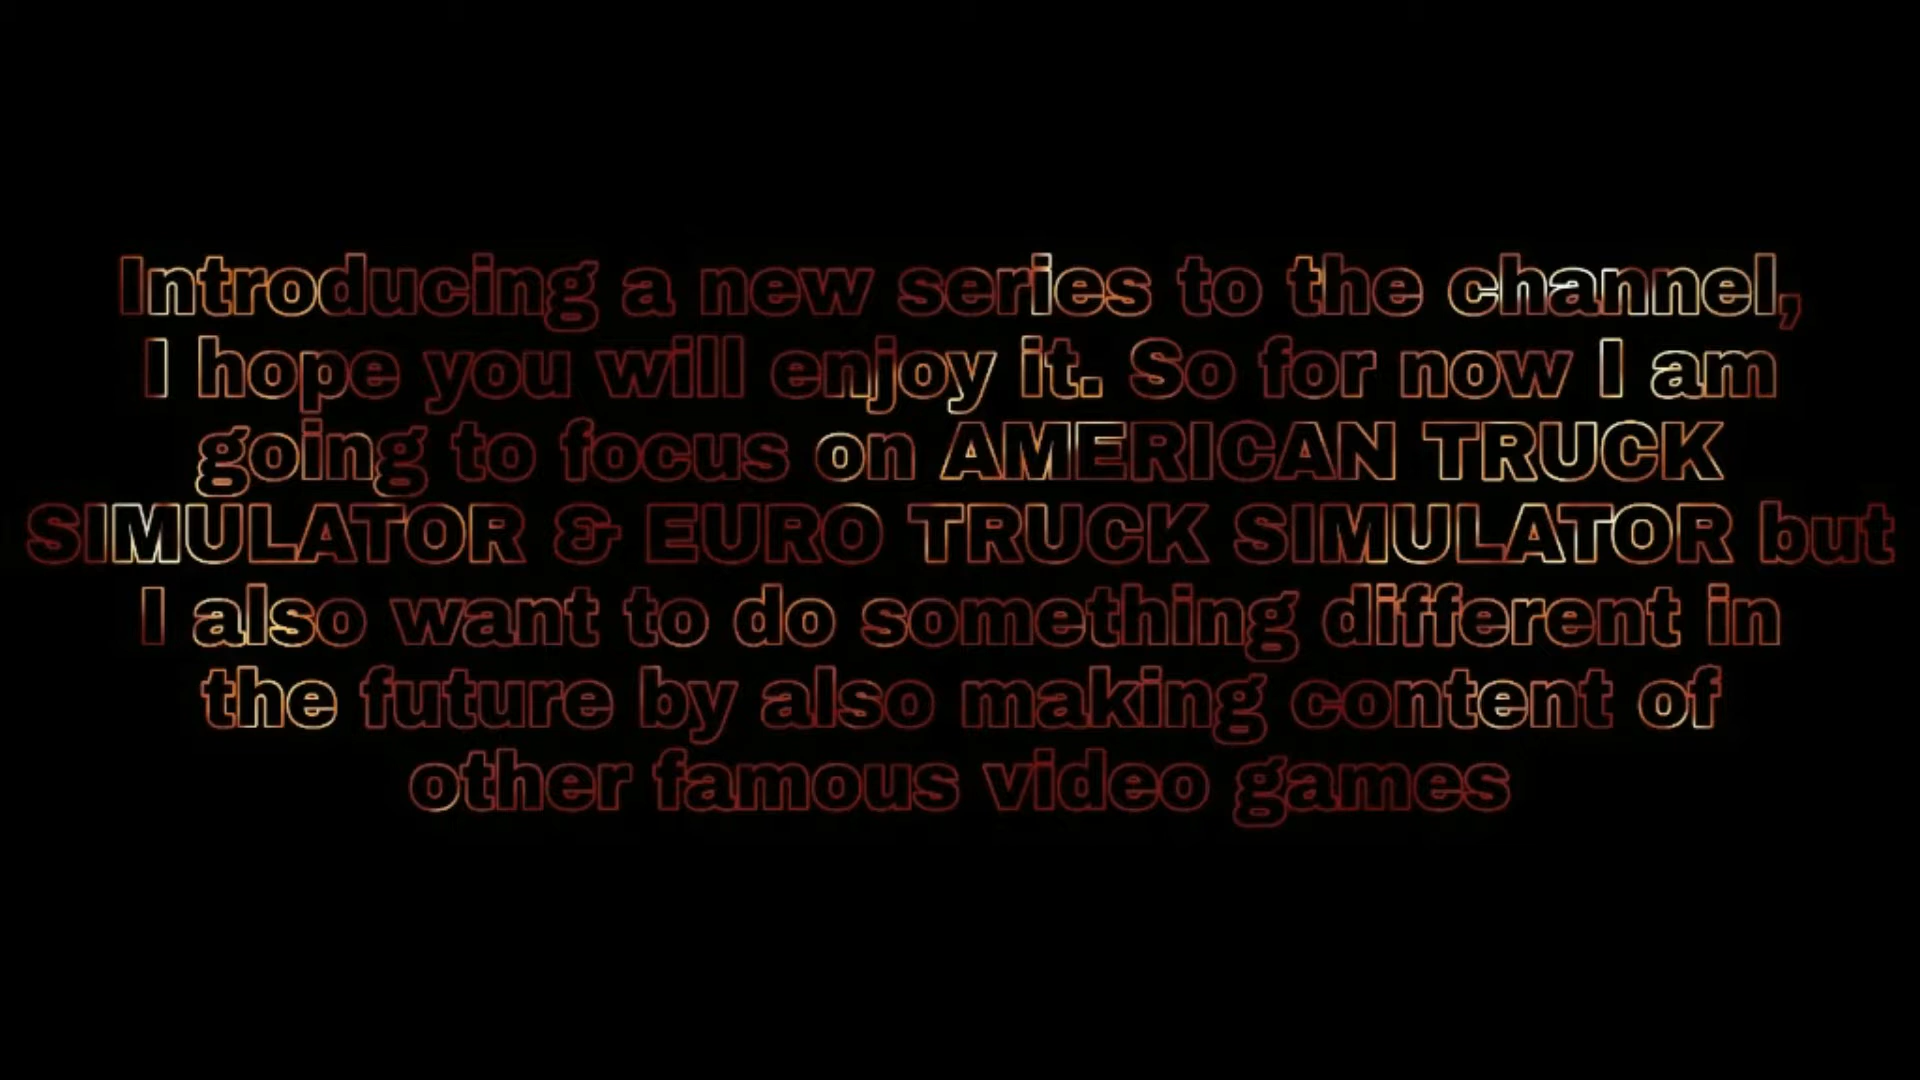 Introducing a new series to the channel,
I hope you will enjoy it. So for now I am
going to focus on AMERICAN TRUCK
SIMULATOR & EURO TRUCK SIMULATOR but
I also want to do something different in
the future by also making content of
other famous video games